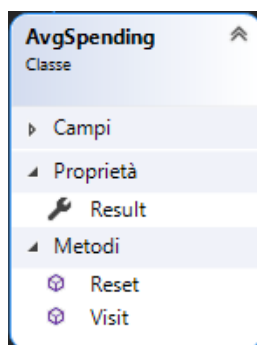 AvgSpending
Classe
Campi
Proprietà
Result
Metodi
Reset
Visit